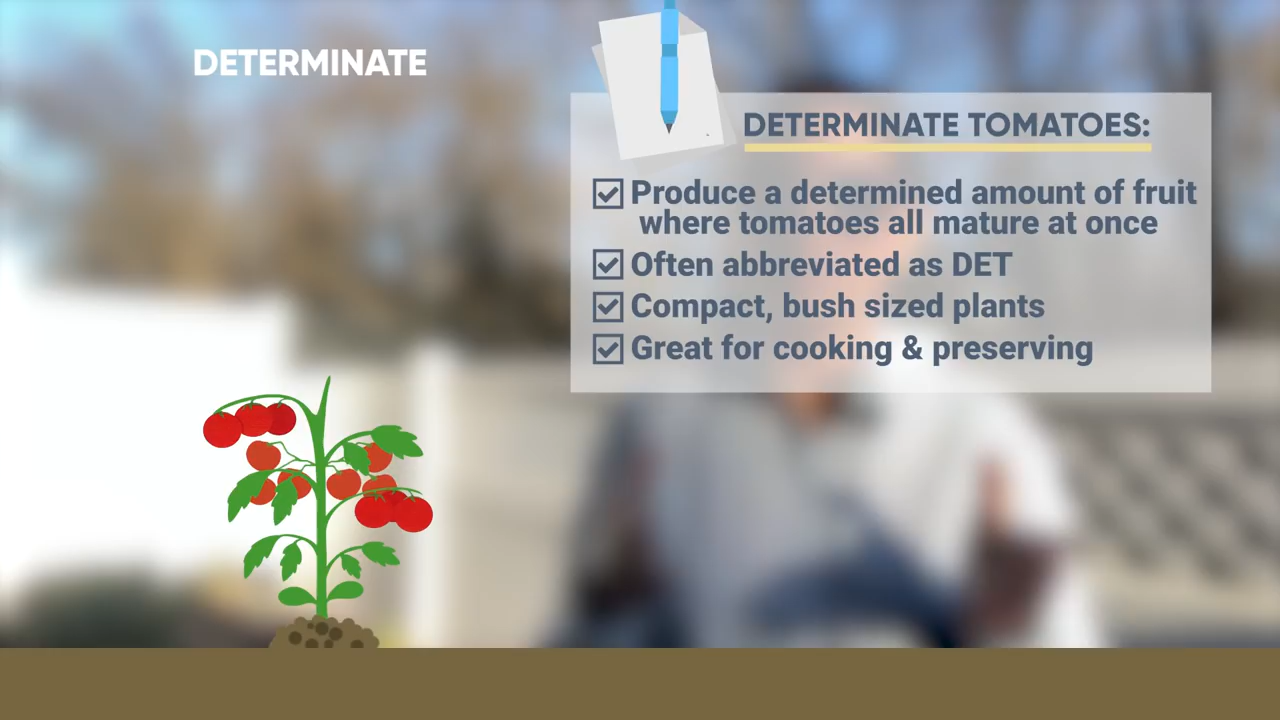 DETERMINATE
DETERMINATE TOMATOES:
Produce a determined amount of fruit
where tomatoes all mature at once
Often abbreviated as DET
Compact, bush sized plants
Great for cooking & preserving